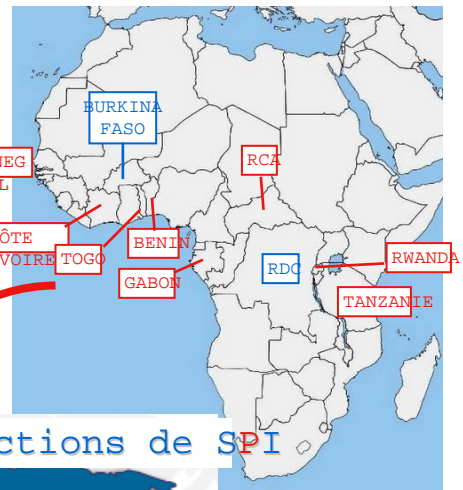 BURKINA
FASO
NEG
L
RCA
ÔTE
VOIRE
TOGO
BENIN
GABON
RDC
RWANDA
TANZANIE
ctions de SPI